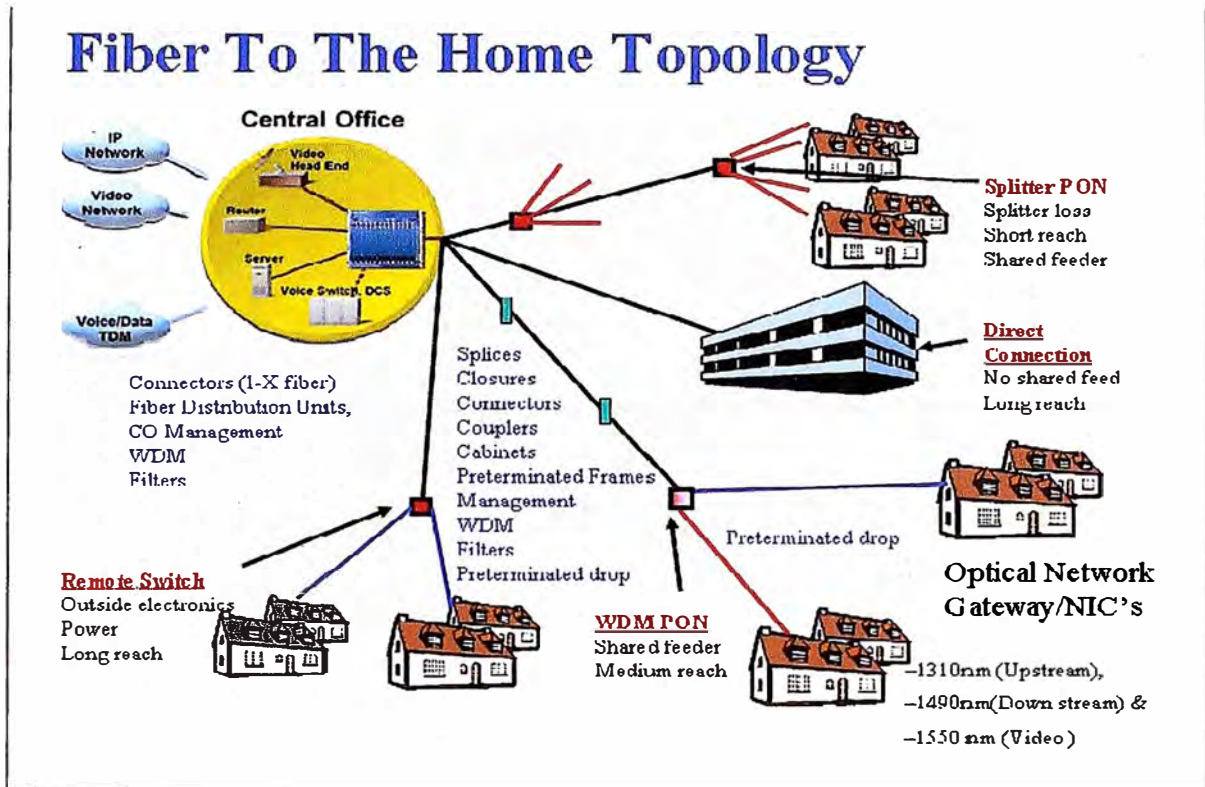 Fiber To The Home Topology
Central Office
IP
Network
Video
Network
Voice/Data
TDM
Video
Head End
Router
Server
Voice Switch, DCS
Splitter PON
Splitter loss
Short reach
Shared feeder
Direct
Connection
No shared feed
Long reach
Connectors (1-X fiber)
Fiber Distribution Units,
CO Management
WDM
Filters
Splices
Closures
Connectors
Couplers
Cabinets
Preterminated Frames
Management
WDM
Filters
Preterminated drop
Preterminated drop
Remote Switch
Outside electronics
Power
Long reach
WDM PON
Shared feeder
Medium reach
Optical Network
Gateway/NIC's
–1310nm (Upstream),
–1490nm(Down stream) &
–1550 nm (Video )